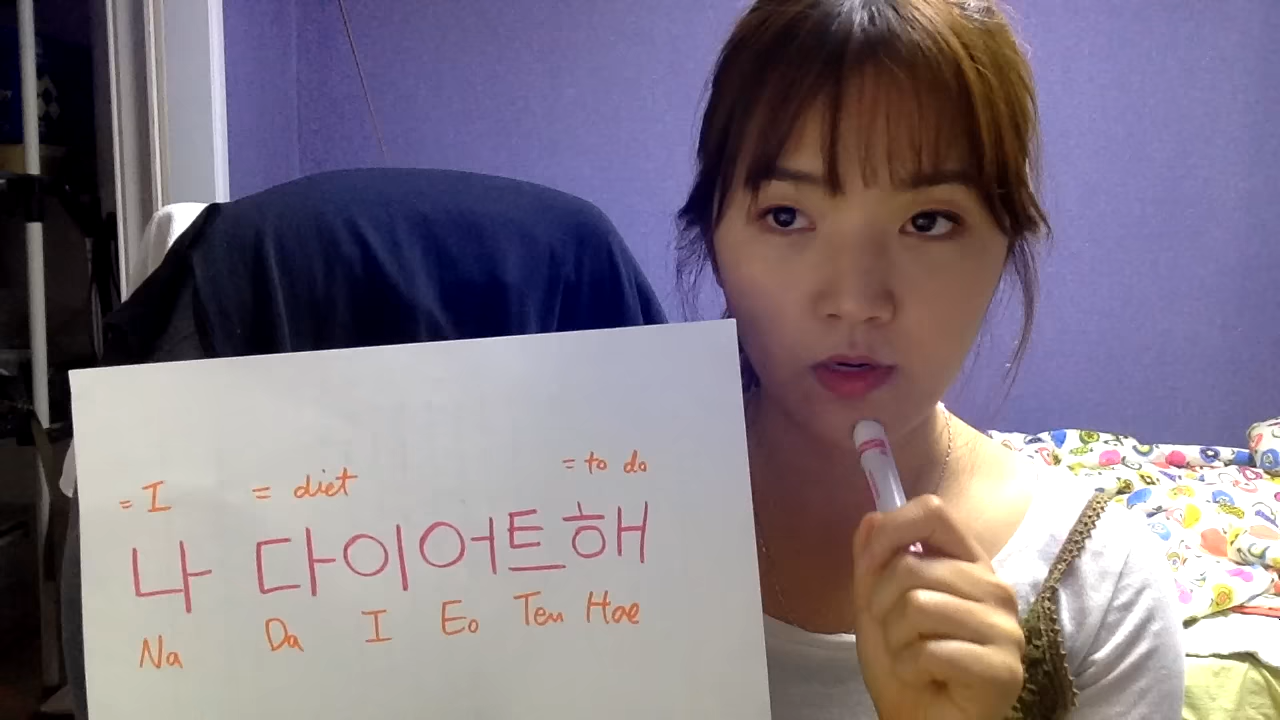 = I = diet = to do
나 다이어트해
Na Da I Eo Teu Hae